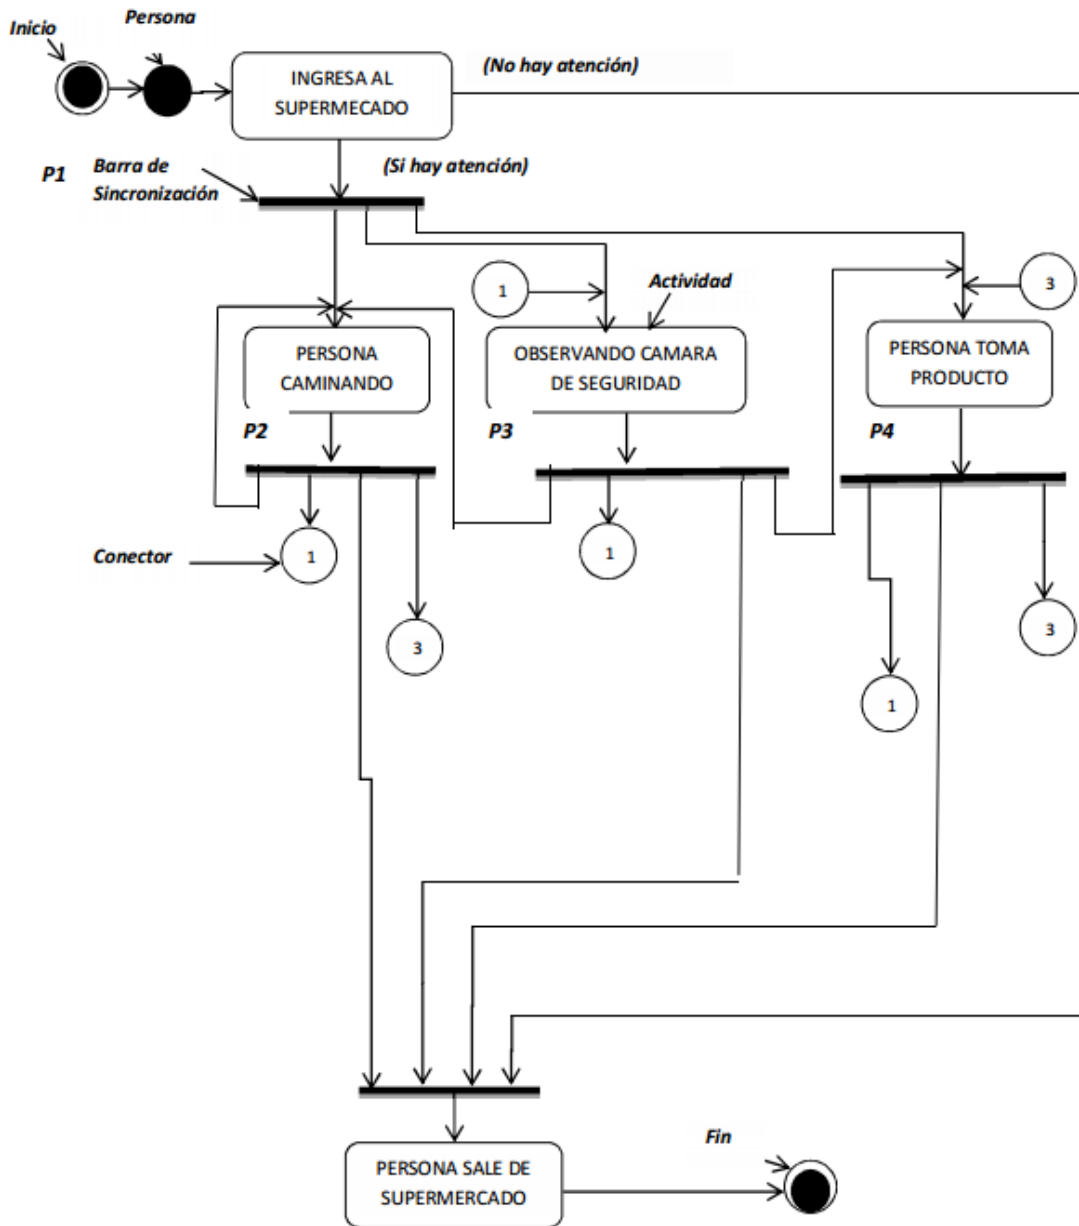 Inicio
Persona
INGRESA AL
SUPERMECADO
(No hay atención)
P1
Barra de
Sincronización
(Si hay atención)
1
Actividad
3
PERSONA
CAMINANDO
OBSERVANDO CAMARA
DE SEGURIDAD
PERSONA TOMA
PRODUCTO
P2
P3
P4
Conector
1
1
3
3
1
PERSONA SALE DE
SUPERMERCADO
Fin